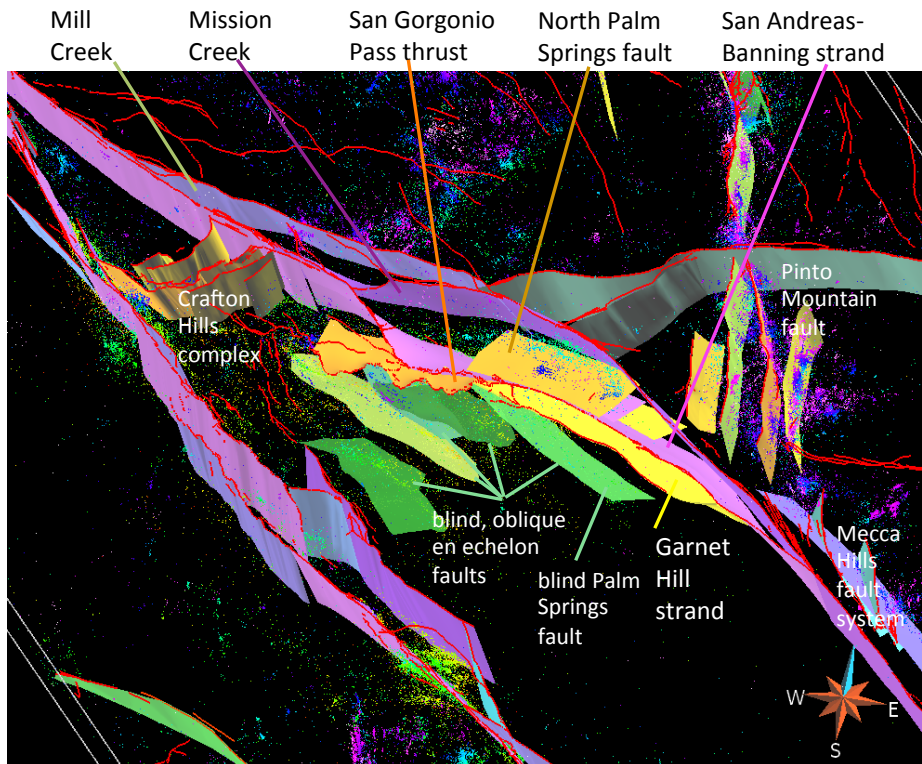 Mill
Creek
Mission
Creek
San Gorgonio
Pass thrust
North Palm
Springs fault
San Andreas-
Banning strand
Crafton
Hills
complex
Pinto
Mountain
fault
blind, oblique
en echelon
faults
blind Palm
Springs
fault
Garnet
Hill
strand
Mecca
Hills
fault
system
W
E
S